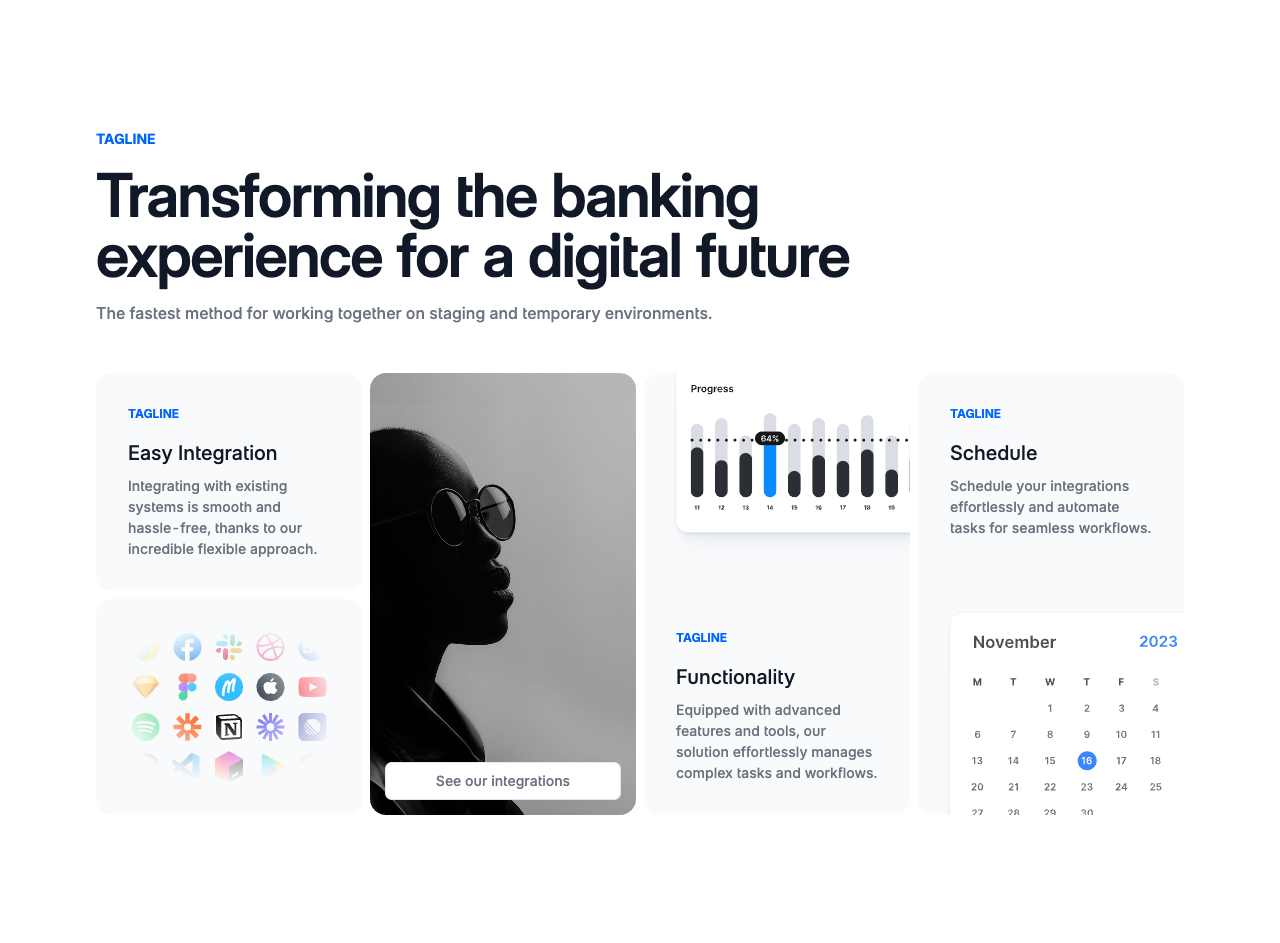 TAGLINE
Transforming the banking
experience for a digital future
The fastest method for working together on staging and temporary environments.
TAGLINE
Easy Integration
Integrating with existing
systems is smooth and
hassle-free, thanks to our
incredible flexible approach.
N
See our integrations
Progress
64%
11 12 13 14 15 16 17 18 19
TAGLINE
Functionality
Equipped with advanced
features and tools, our
solution effortlessly manages
complex tasks and workflows.
TAGLINE
Schedule
Schedule your integrations
effortlessly and automate
tasks for seamless workflows.
November 2023
M T W T F S
1 2 3 4
6 7 8 9 10 11
13 14 15 16 17 18
20 21 22 23 24 25
27 28 29 30